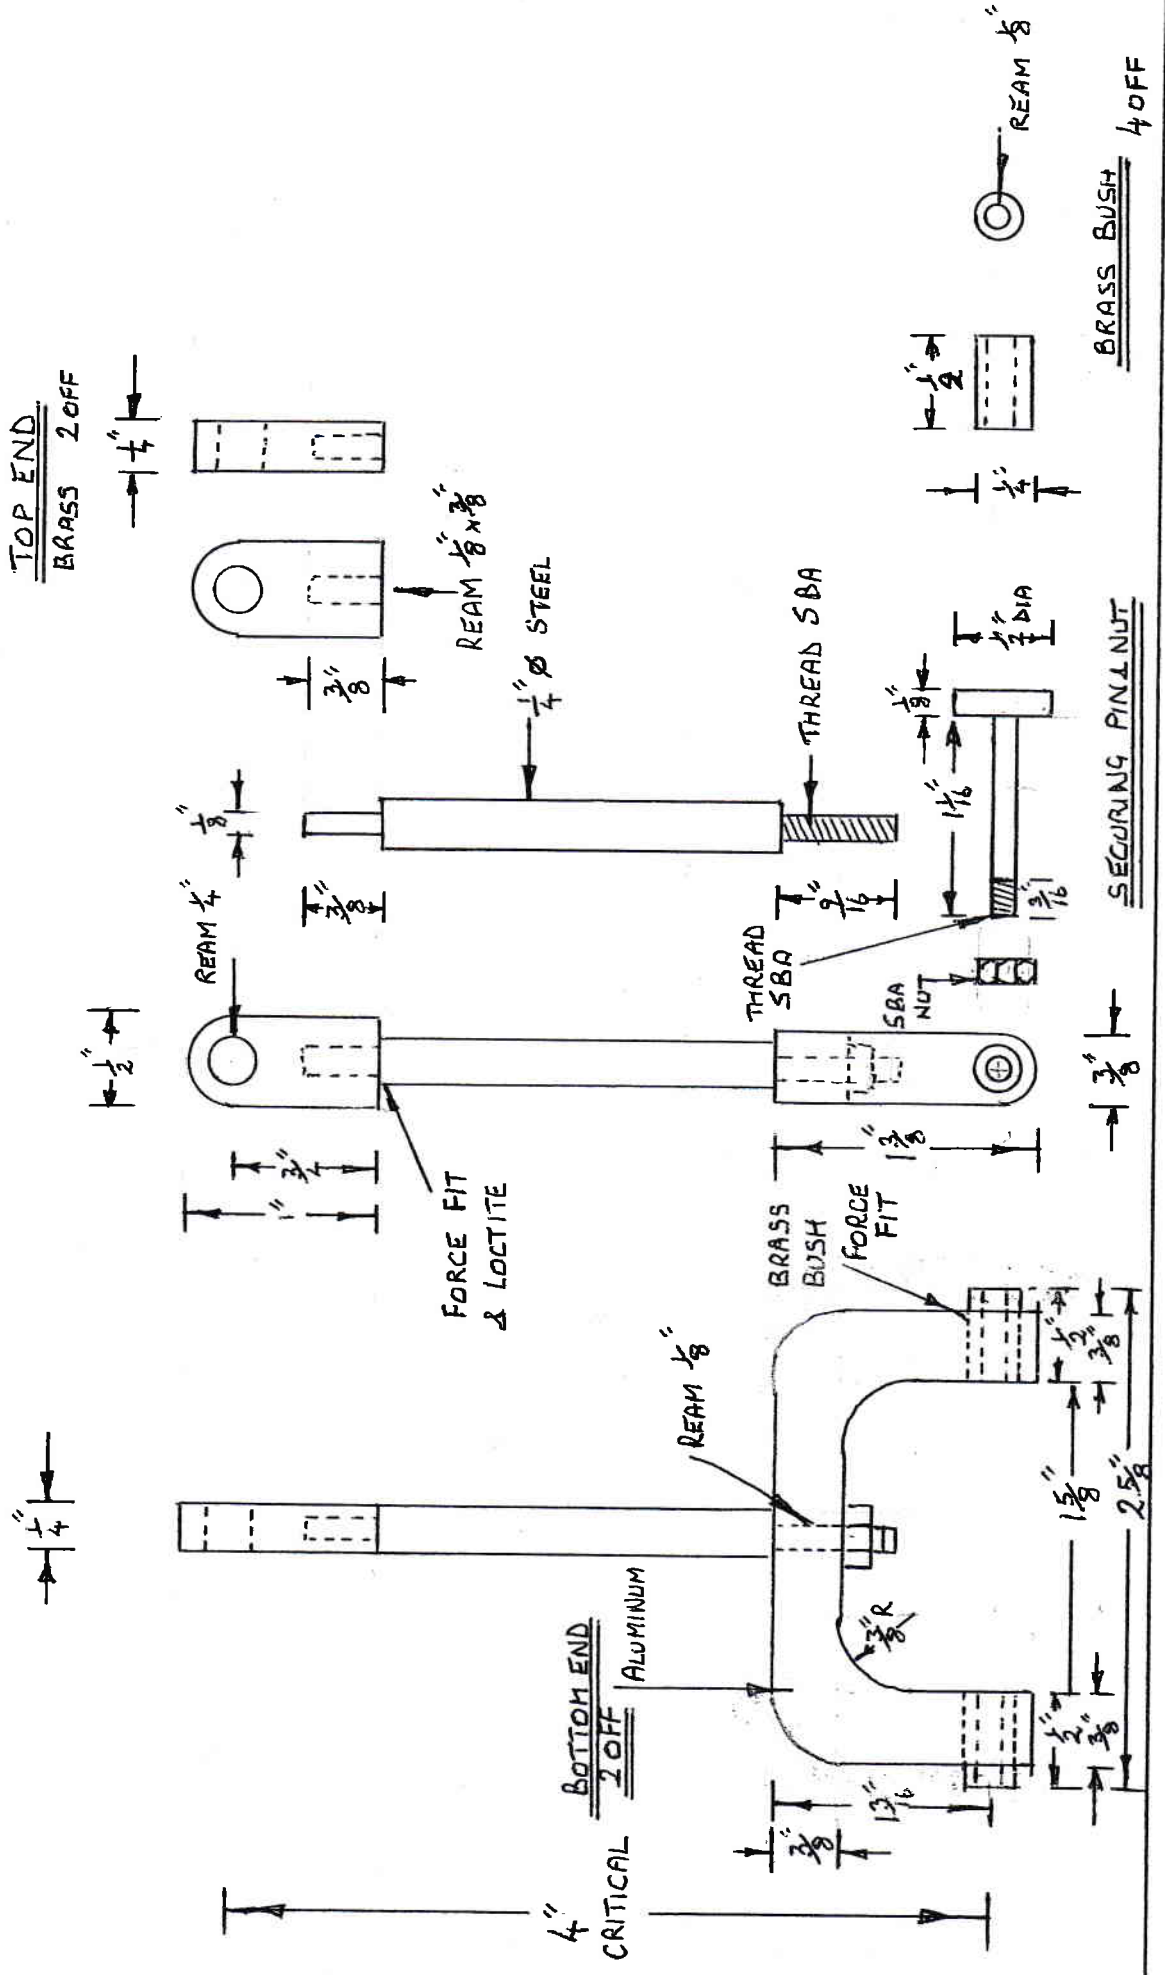 TOP END
BRASS 2 OFF
1/4"
1/4"
1/2"
REAM 1/4"
1/8"
1"
3/4"
3/8"
3/8"
REAM 1/8" x 3/8"
FORCE FIT
& LOCTITE
1/4" Ø STEEL
4"
CRITICAL
BOTTOM END
2 OFF
ALUMINUM
REAM 1/8"
BRASS
BUSH
FORCE
FIT
1 3/8"
9/16"
THREAD 5BA
THREAD
5BA
5BA
NUT
1 1/16"
1/8"
1/2" DIA
3/16
3/8"
3/8"
1 3/16"
3/8" R
1/2"
3/8"
1 5/8"
2 5/8"
1/2"
3/8"
SECURING PIN & NUT
1/4"
1/2"
REAM 1/8"
BRASS BUSH 4 OFF